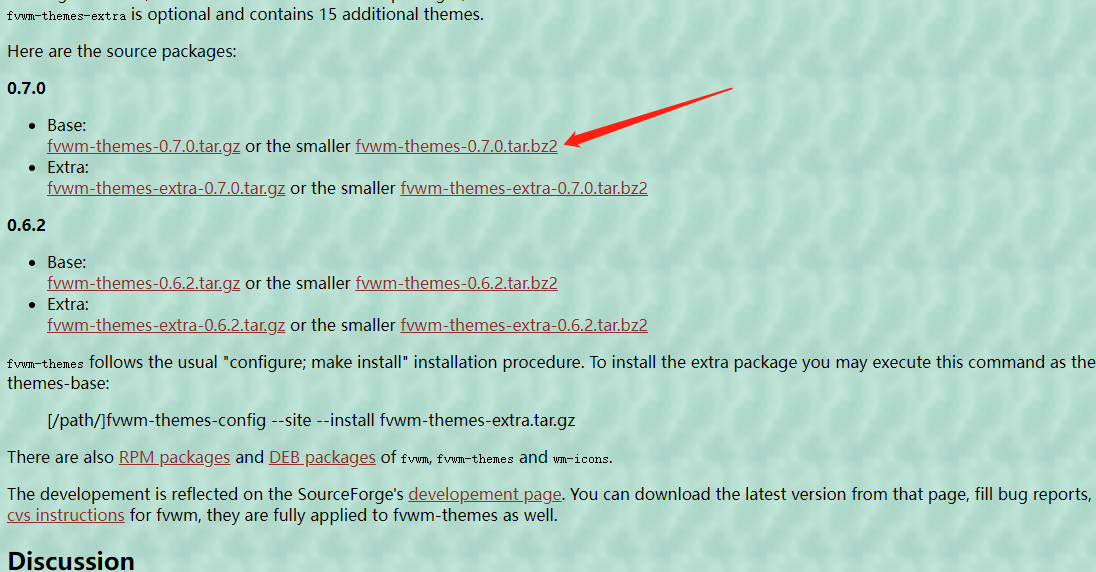 fvwm-themes-extra is optional and contains 15 additional themes.
Here are the source packages:
0.7.0
Base:
fvwm-themes-0.7.0.tar.gz or the smaller fvwm-themes-0.7.0.tar.bz2
Extra:
fvwm-themes-extra-0.7.0.tar.gz or the smaller fvwm-themes-extra-0.7.0.tar.bz2
0.6.2
Base:
fvwm-themes-0.6.2.tar.gz or the smaller fvwm-themes-0.6.2.tar.bz2
Extra:
fvwm-themes-extra-0.6.2.tar.gz or the smaller fvwm-themes-extra-0.6.2.tar.bz2
fvwm-themes follows the usual "configure; make install" installation procedure. To install the extra package you may execute this command as the
themes-base:
[/path/]fvwm-themes-config --site --install fvwm-themes-extra.tar.gz
There are also RPM packages and DEB packages of fvwm, fvwm-themes and wm-icons.
The developement is reflected on the SourceForge's developement page. You can download the latest version from that page, fill bug reports,
cvs instructions for fvwm, they are fully applied to fvwm-themes as well.
Discussion